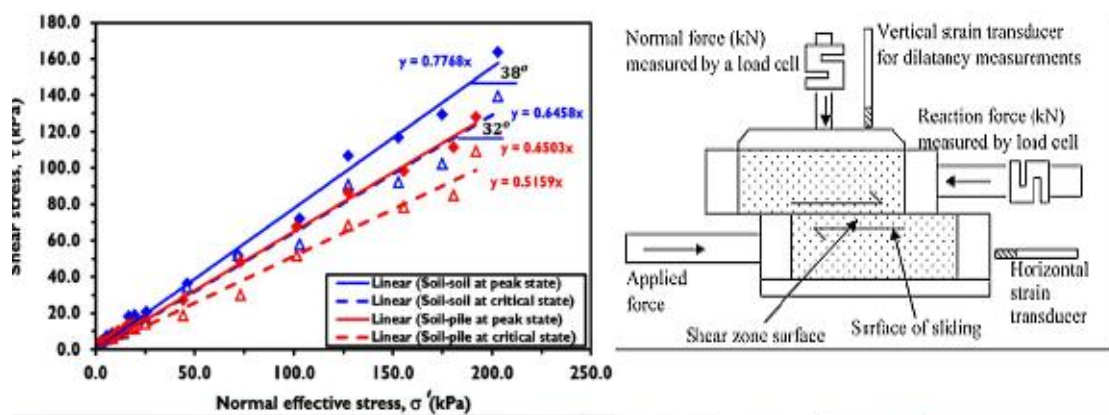 180.0
160.0
140.0
120.0
100.0
80.0
60.0
40.0
20.0
0.0
Shear stress, τ (kPa)
y = 0.7768x
38°
y = 0.6458x
32°
y = 0.6503x
y = 0.5159x
Linear (Soil-soil at peak state)
Linear (Soil-soil at critical state)
Linear (Soil-pile at peak state)
Linear (Soil-pile at critical state)
0.0 50.0 100.0 150.0 200.0 250.0
Normal effective stress, σ′(kPa)
Normal force (kN)
measured by a load cell
Vertical strain transducer
for dilatancy measurements
Reaction force (kN)
measured by load cell
Applied
force
Shear zone surface
Surface of sliding
Horizontal
strain
transducer